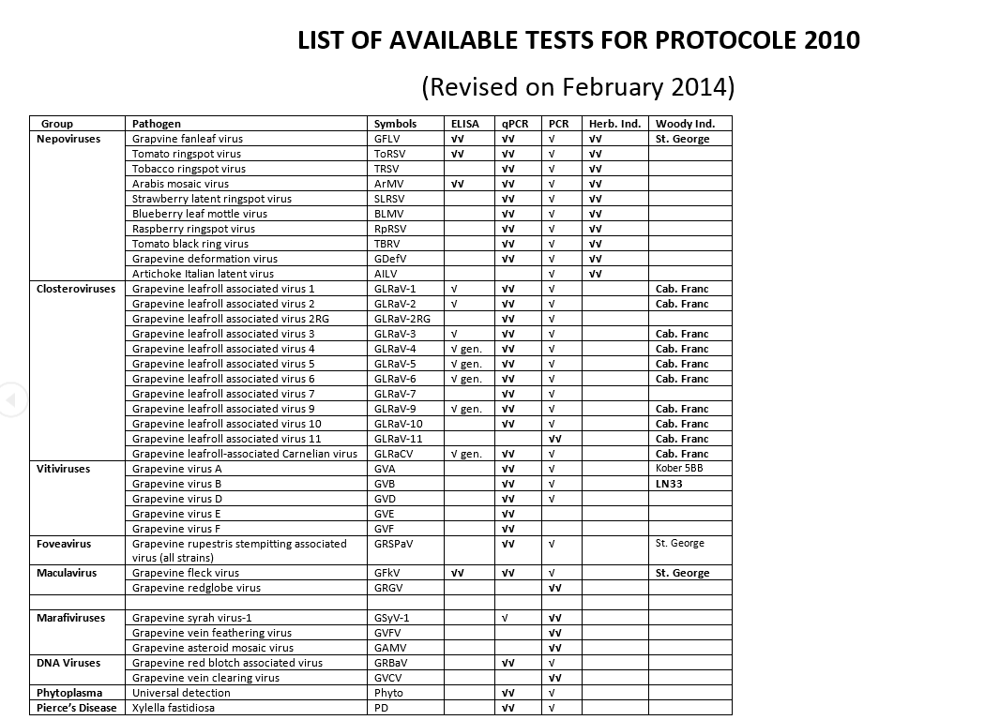 LIST OF AVAILABLE TESTS FOR PROTOCOLE 2010
(Revised on February 2014)
Group Pathogen Symbols ELISA qPCR PCR Herb. Ind. Woody Ind.
Nepoviruses Grapvine fanleaf virus GFLV √√ √√ √ √√ St. George
Tomato ringspot virus ToRSV √√ √√ √ √√
Tobacco ringspot virus TRSV √√ √ √√
Arabis mosaic virus ArMV √√ √√ √ √√
Strawberry latent ringspot virus SLRSV √√ √ √√
Blueberry leaf mottle virus BLMV √√ √ √√
Raspberry ringspot virus RpRSV √√ √ √√
Tomato black ring virus TBRV √√ √ √√
Grapevine deformation virus GDefV √√ √ √√
Artichoke Italian latent virus AILV √ √√
Closteroviruses Grapevine leafroll associated virus 1 GLRaV-1 √ √√ √ Cab. Franc
Grapevine leafroll associated virus 2 GLRaV-2 √ √√ √ Cab. Franc
Grapevine leafroll associated virus 2RG GLRaV-2RG √√ √
Grapevine leafroll associated virus 3 GLRaV-3 √ √√ √ Cab. Franc
Grapevine leafroll associated virus 4 GLRaV-4 √ gen. √√ √ Cab. Franc
Grapevine leafroll associated virus 5 GLRaV-5 √ gen. √√ √ Cab. Franc
Grapevine leafroll associated virus 6 GLRaV-6 √ gen. √√ √ Cab. Franc
Grapevine leafroll associated virus 7 GLRaV-7 √√ √
Grapevine leafroll associated virus 9 GLRaV-9 √ gen. √√ √ Cab. Franc
Grapevine leafroll associated virus 10 GLRaV-10 √√ √ Cab. Franc
Grapevine leafroll associated virus 11 GLRaV-11 √√ Cab. Franc
Grapevine leafroll-associated Carnelian virus GLRaCV √ gen. √√ √ Cab. Franc
Vitiviruses Grapevine virus A GVA √√ √ Kober 5BB
Grapevine virus B GVB √√ √ LN33
Grapevine virus D GVD √√ √
Grapevine virus E GVE √√
Grapevine virus F GVF √√
Foveavirus Grapevine rupestris stempitting associated GRSPaV √√ √ St. George
virus (all strains)
Maculavirus Grapevine fleck virus GFkV √√ √√ √ St. George
Grapevine redglobe virus GRGV √√
Marafiviruses Grapevine syrah virus-1 GSyV-1 √ √√
Grapevine vein feathering virus GVFV √√
Grapevine asteroid mosaic virus GAMV √√
DNA Viruses Grapevine red blotch associated virus GRBaV √√ √
Grapevine vein clearing virus GVCV √√
Phytoplasma Universal detection Phyto √√ √
Pierce’s Disease Xylella fastidiosa PD √√ √